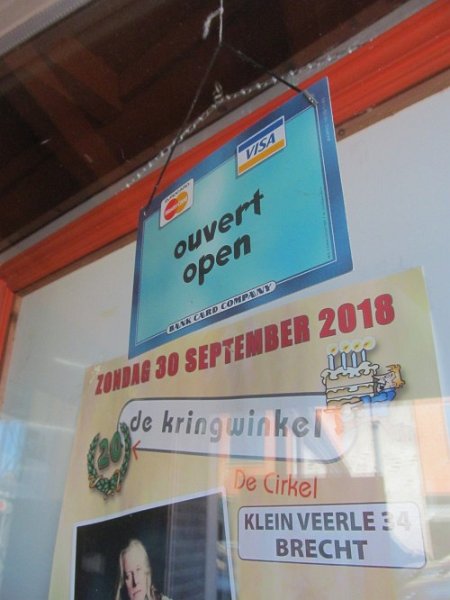 VISA
ouvert
open
BANK CARD COMPANY
ZONDAG 30 SEPTEMBER 2018
de kringwinkel
20
De Cirkel
KLEIN VEERLE 34
BRECHT